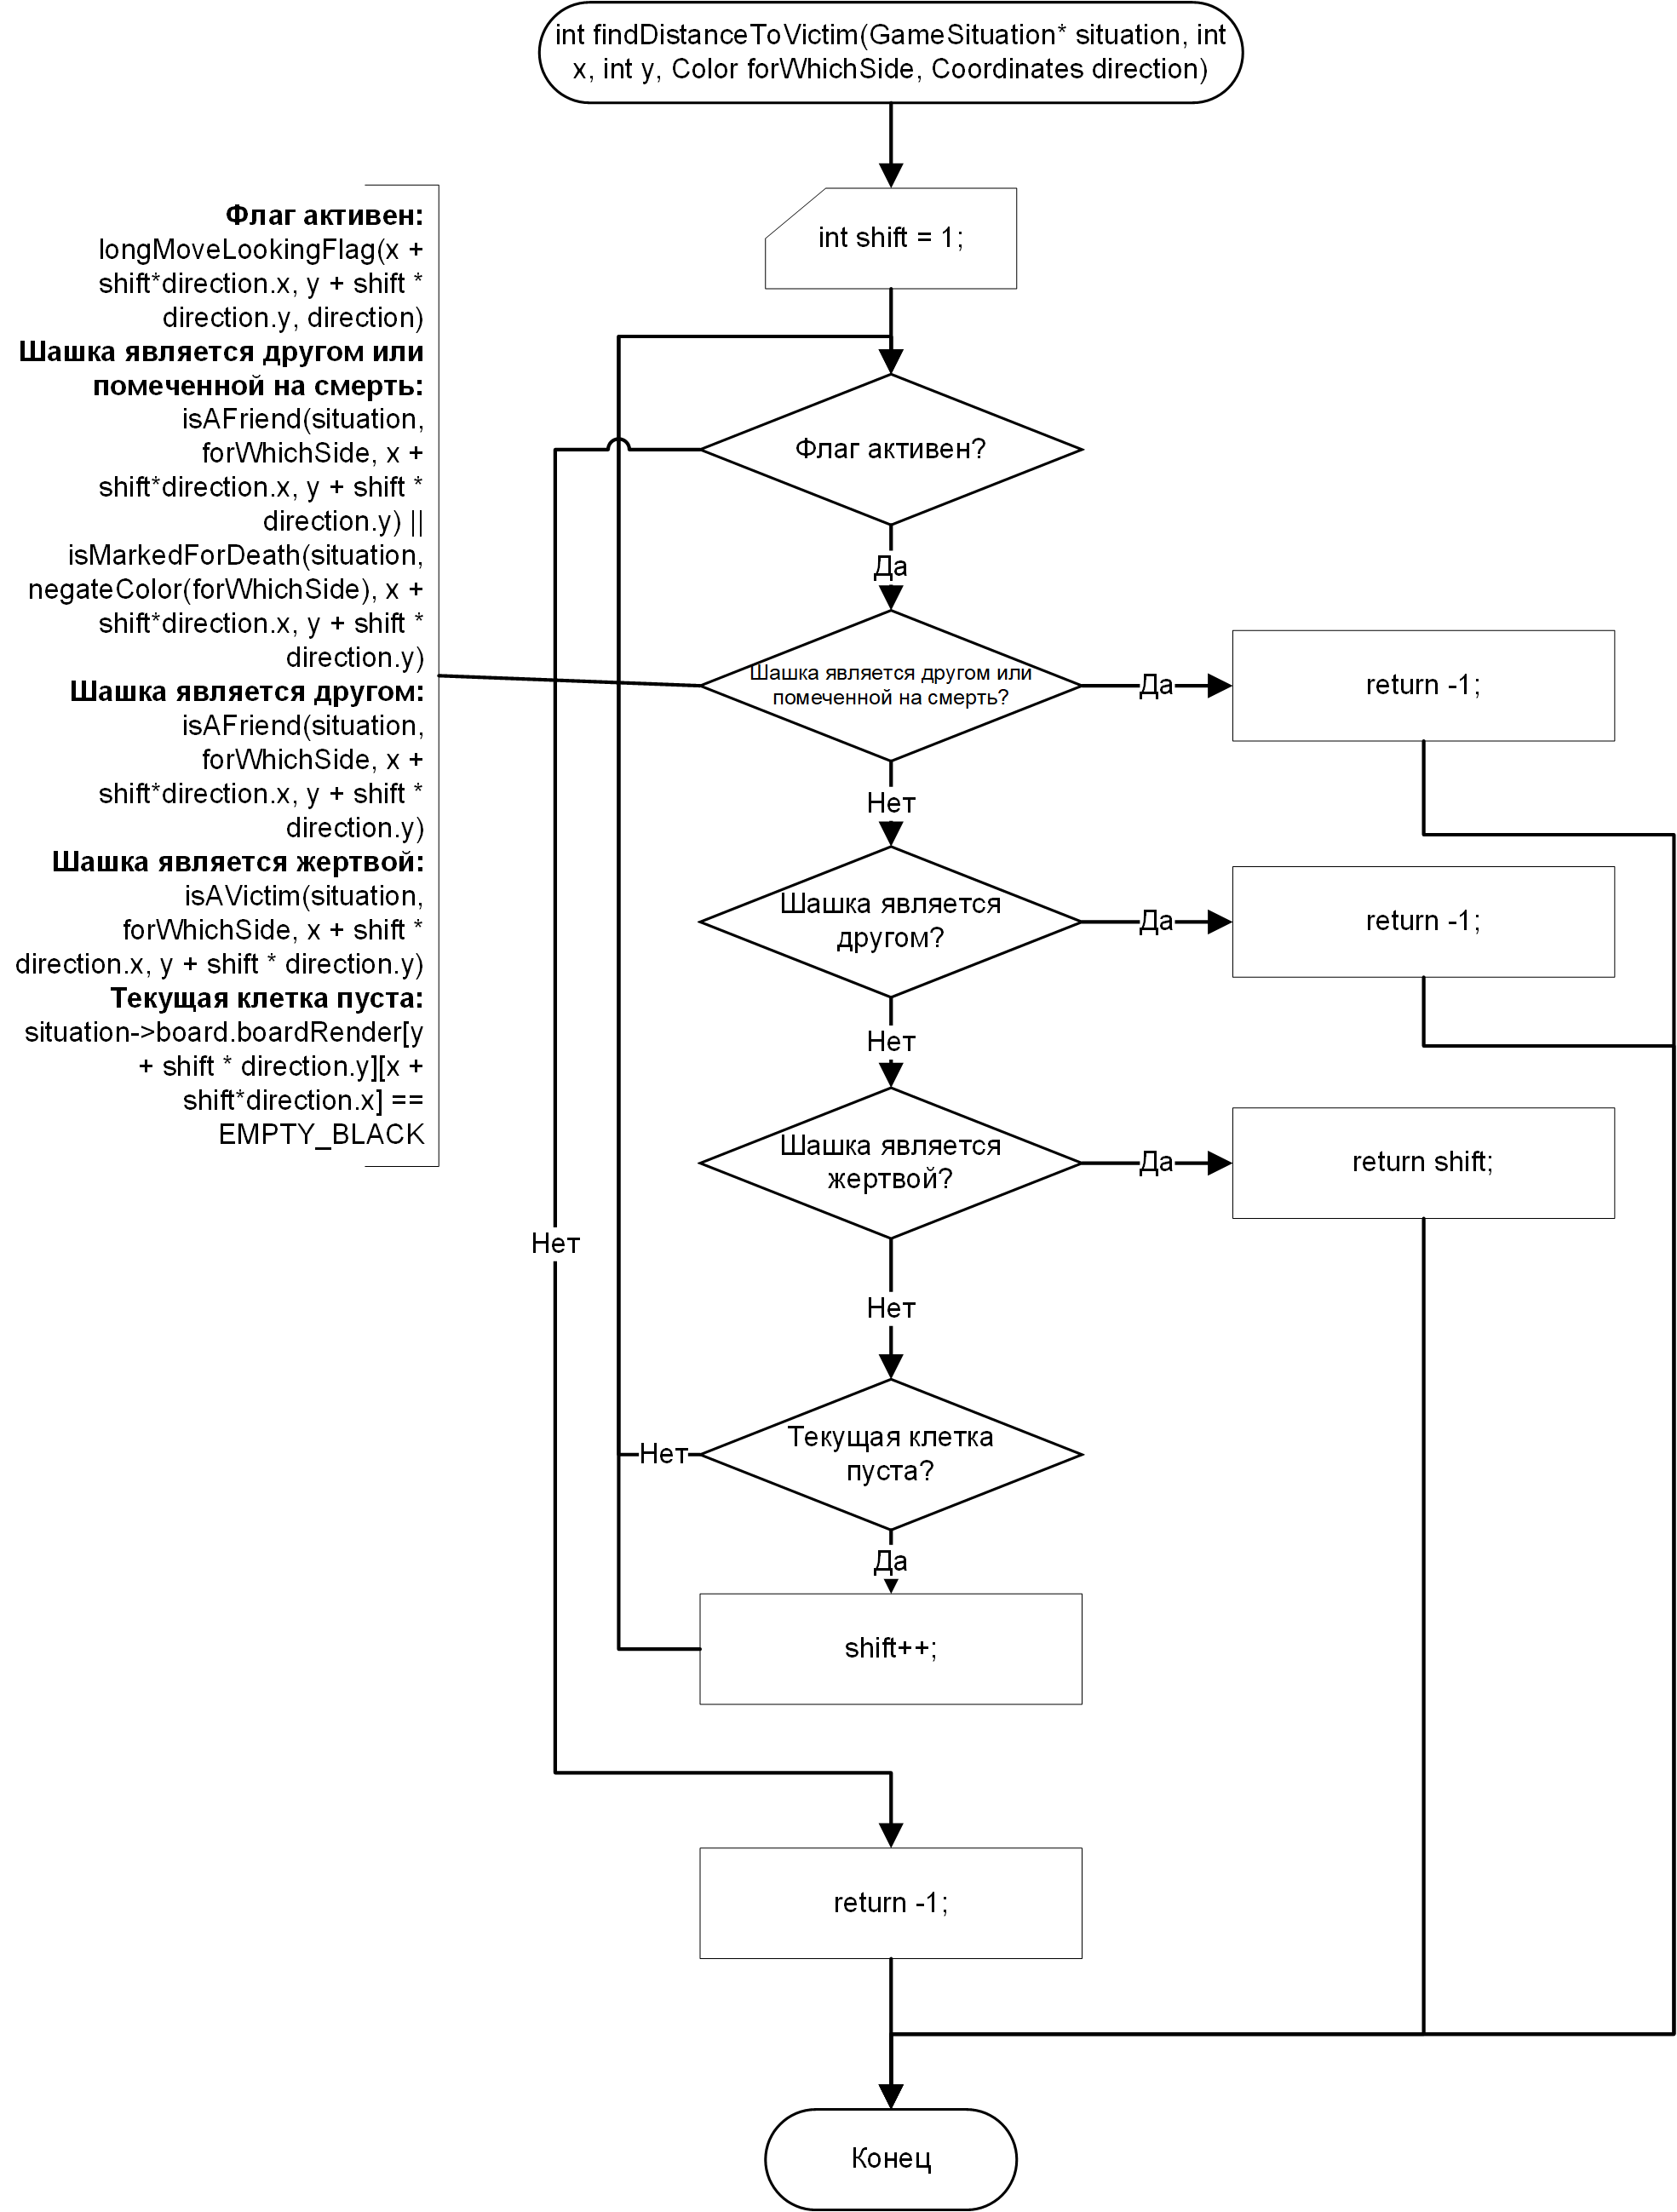 int findDistanceToVictim(GameSituation* situation, int
x, int y, Color forWhichSide, Coordinates direction)
int shift = 1;
Флаг активен:
longMoveLookingFlag(x +
shift*direction.x, y + shift *
direction.y, direction)
Шашка является другом или
помеченной на смерть:
isAFriend(situation,
forWhichSide, x +
shift*direction.x, y + shift *
direction.y) ||
isMarkedForDeath(situation,
negateColor(forWhichSide), x +
shift*direction.x, y + shift *
direction.y)
Шашка является другом:
isAFriend(situation,
forWhichSide, x +
shift*direction.x, y + shift *
direction.y)
Шашка является жертвой:
isAVictim(situation,
forWhichSide, x + shift *
direction.x, y + shift * direction.y)
Текущая клетка пуста:
situation->board.boardRender[y
+ shift * direction.y][x +
shift*direction.x] ==
EMPTY_BLACK
Флаг активен?
Да
Шашка является другом или
помеченной на смерть?
Да
return -1;
Нет
Шашка является
другом?
Да
return -1;
Нет
Шашка является
жертвой?
Да
return shift;
Нет
Нет
Текущая клетка
пуста?
Нет
Да
shift++;
return -1;
Конец